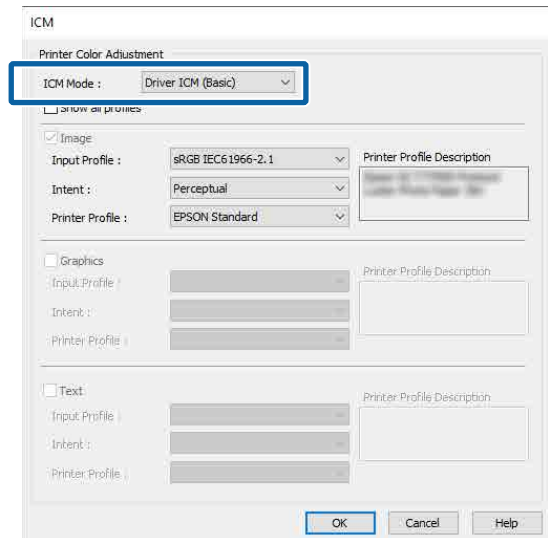 ICM
Printer Color Adjustment
ICM Mode : Driver ICM (Basic)
Show all profiles
Image
Input Profile : sRGB IEC61966-2.1 Printer Profile Description
Intent : Perceptual
Printer Profile : EPSON Standard
Graphics
Input Profile : Printer Profile Description
Intent :
Printer Profile :
Text
Input Profile : Printer Profile Description
Intent :
Printer Profile :
OK Cancel Help